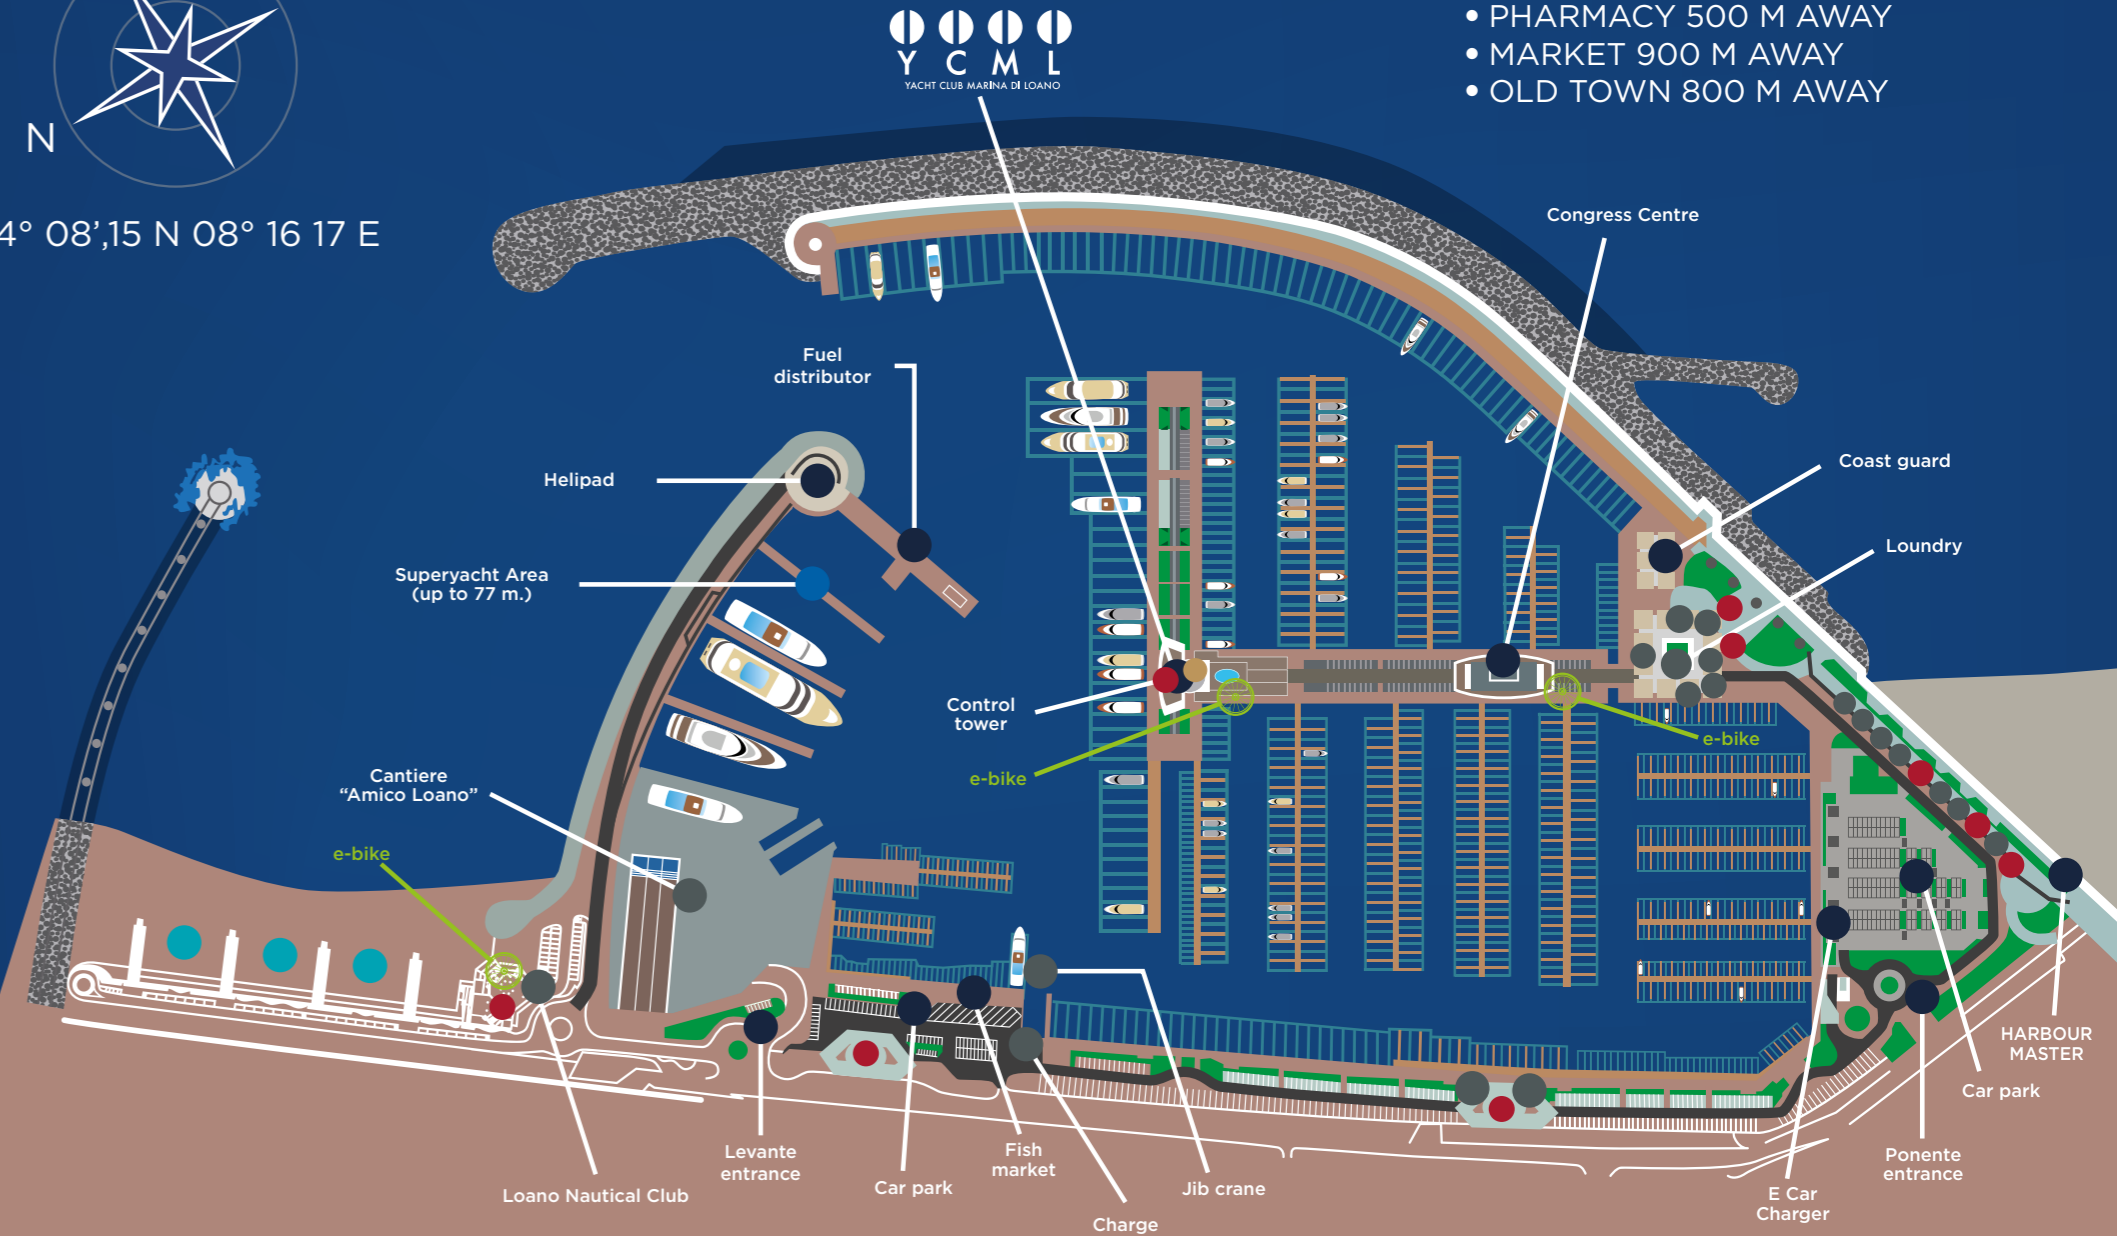 Y C M L
YACHT CLUB MARINA DI LOANO
• PHARMACY 500 M AWAY
• MARKET 900 M AWAY
• OLD TOWN 800 M AWAY
N
4° 08’,15 N 08° 16 17 E
Congress Centre
Fuel
distributor
Coast guard
Helipad
Loundry
Superyacht Area
(up to 77 m.)
Control
tower
e-bike
e-bike
Cantiere
“Amico Loano”
e-bike
HARBOUR
MASTER
Car park
Ponente
entrance
E Car
Charger
Levante
entrance
Fish
market
Car park
Jib crane
Loano Nautical Club
Charge